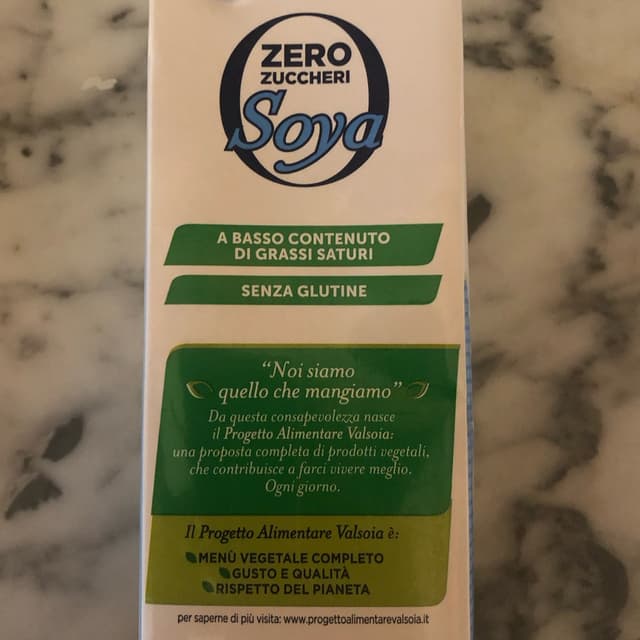 ZERO
ZUCCHERI
Soya
A BASSO CONTENUTO
DI GRASSI SATURI
SENZA GLUTINE
“Noi siamo
quello che mangiamo”
Da questa consapevolezza nasce
il Progetto Alimentare Valsoia:
una proposta completa di prodotti vegetali,
che contribuisce a farci vivere meglio.
Ogni giorno.
Il Progetto Alimentare Valsoia è:
MENÙ VEGETALE COMPLETO
GUSTO E QUALITÀ
RISPETTO DEL PIANETA
per saperne di più visita: www.progettoalimentarevalsoia.it